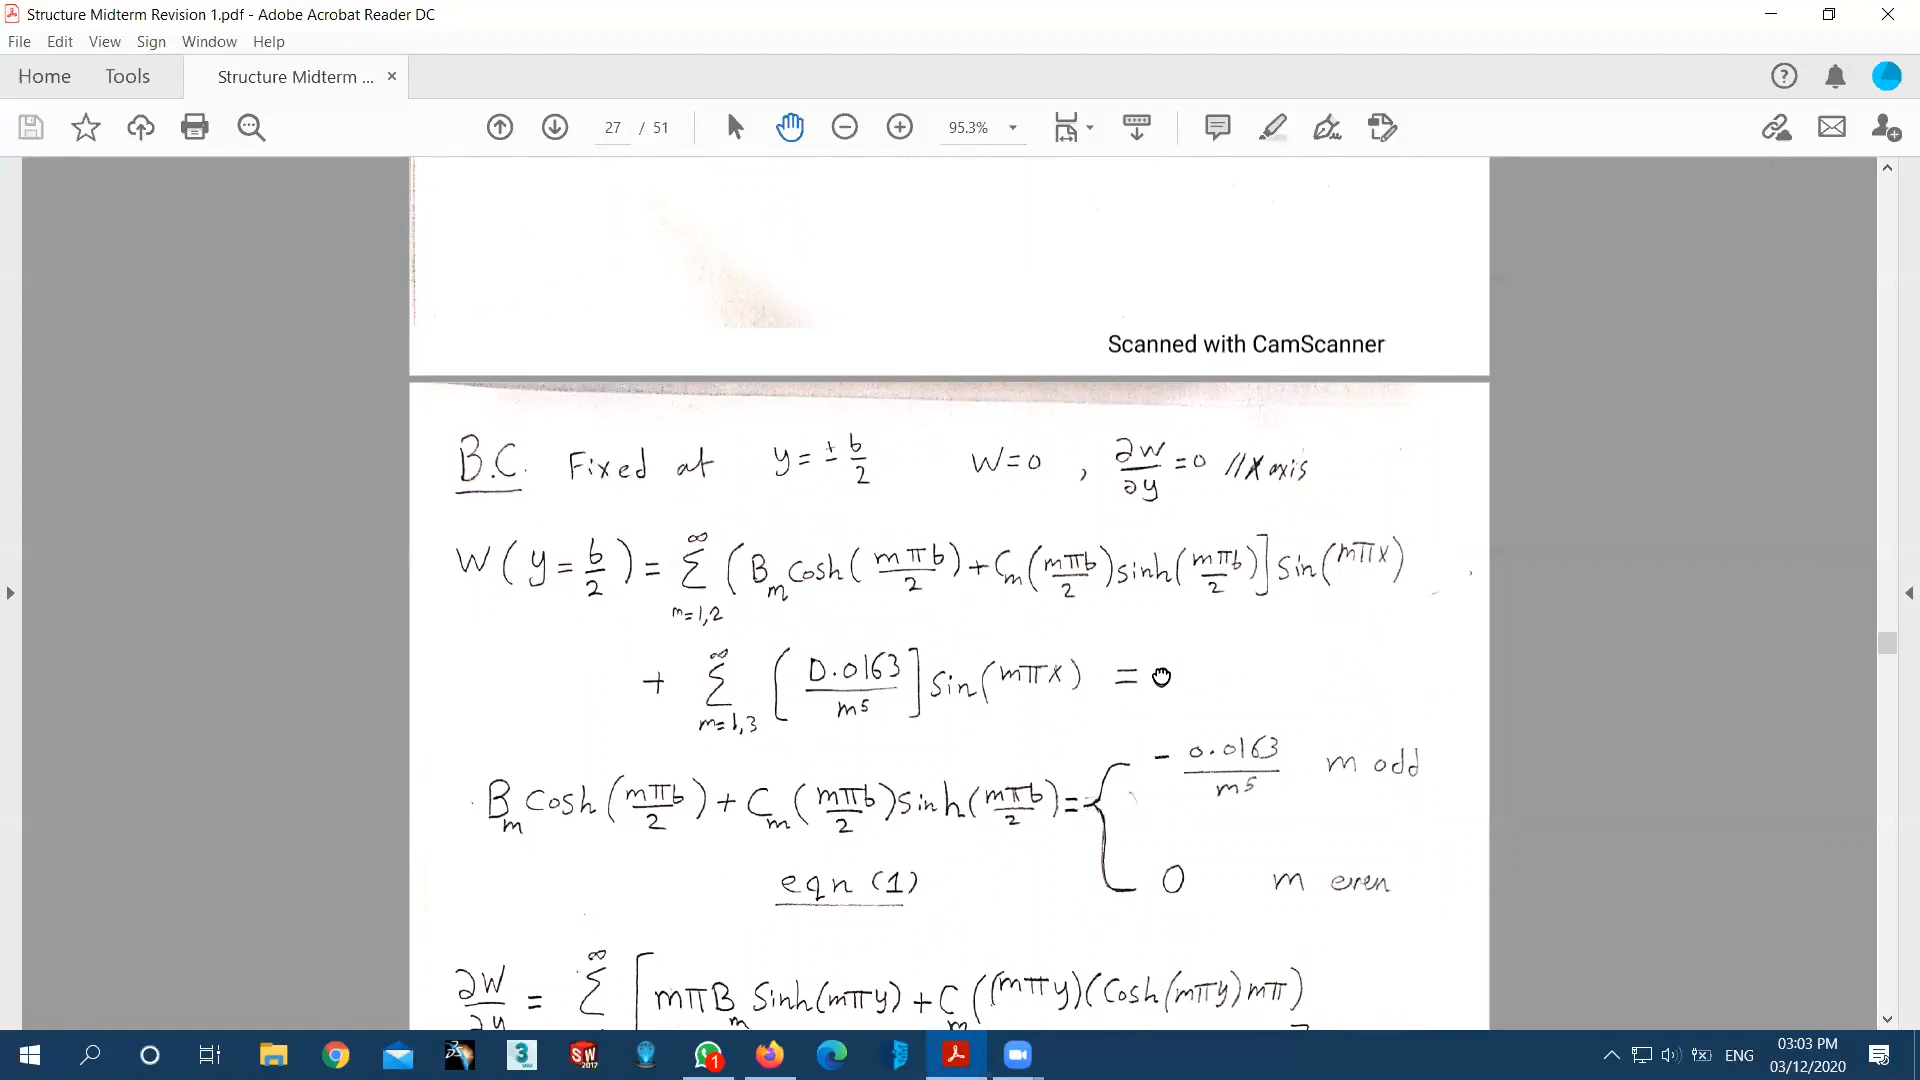 Structure Midterm Revision 1.pdf - Adobe Acrobat Reader DC
File Edit View Sign Window Help
Home Tools Structure Midterm ... ×
27 / 51 95.3%
Scanned with CamScanner
B.C. Fixed at y = ± b/2 W=0 , ∂W/∂y = 0 // X axis
W ( y = b/2 ) = ∑_{m=1,2}^{∞} ( B_m Cosh( mπb/2 ) + C_m ( mπb/2 ) sinh( mπb/2 ) ] Sin( mπx )
+ ∑_{m=1,3}^{∞} [ 0.0163 / m^5 ] Sin( mπx ) =
B_m Cosh( mπb/2 ) + C_m ( mπb/2 ) Sinh( mπb/2 ) = { - 0.0163 / m^5 m odd
0 m even
eqn (1)
∂W/∂y = ∑^{∞} [ mπB_m Sinh(mπy) + C_m ( (mπy)( Cosh(mπy) mπ )
1
3
SW
2017
ENG
03:03 PM
03/12/2020